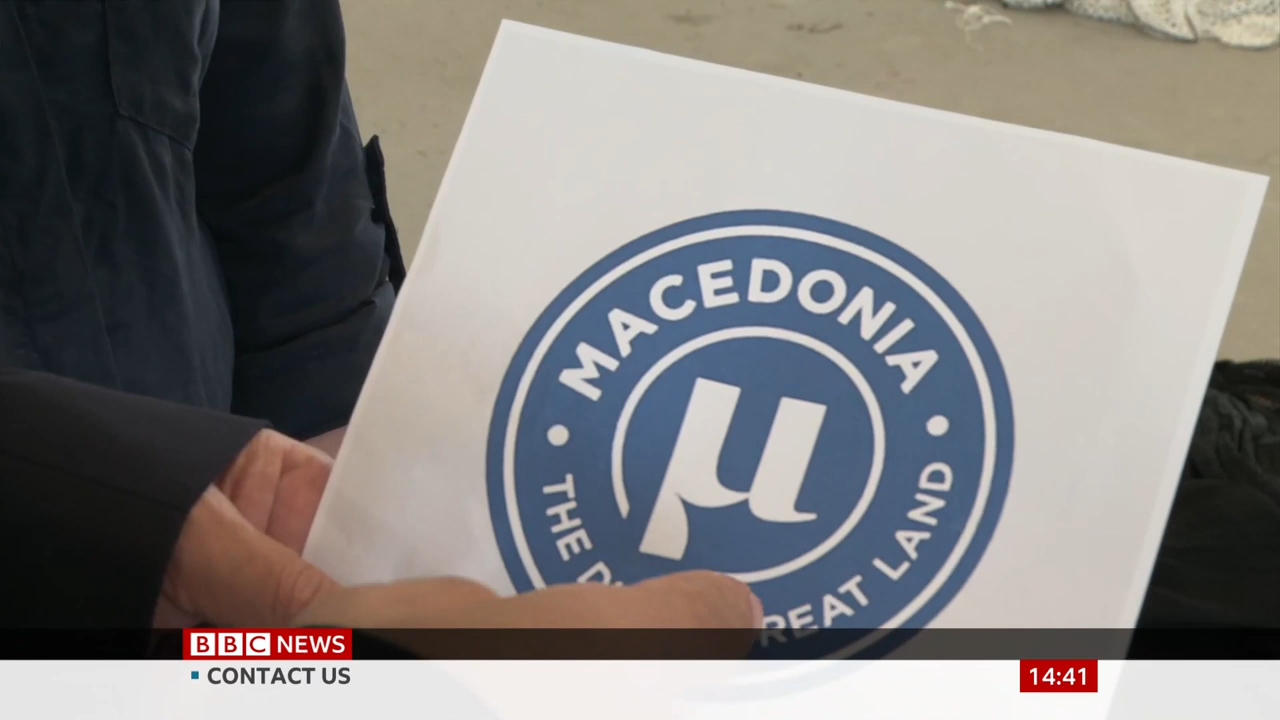 MACEDONIA
µ
THE
REAT LAND
BBC NEWS
CONTACT US
14:41